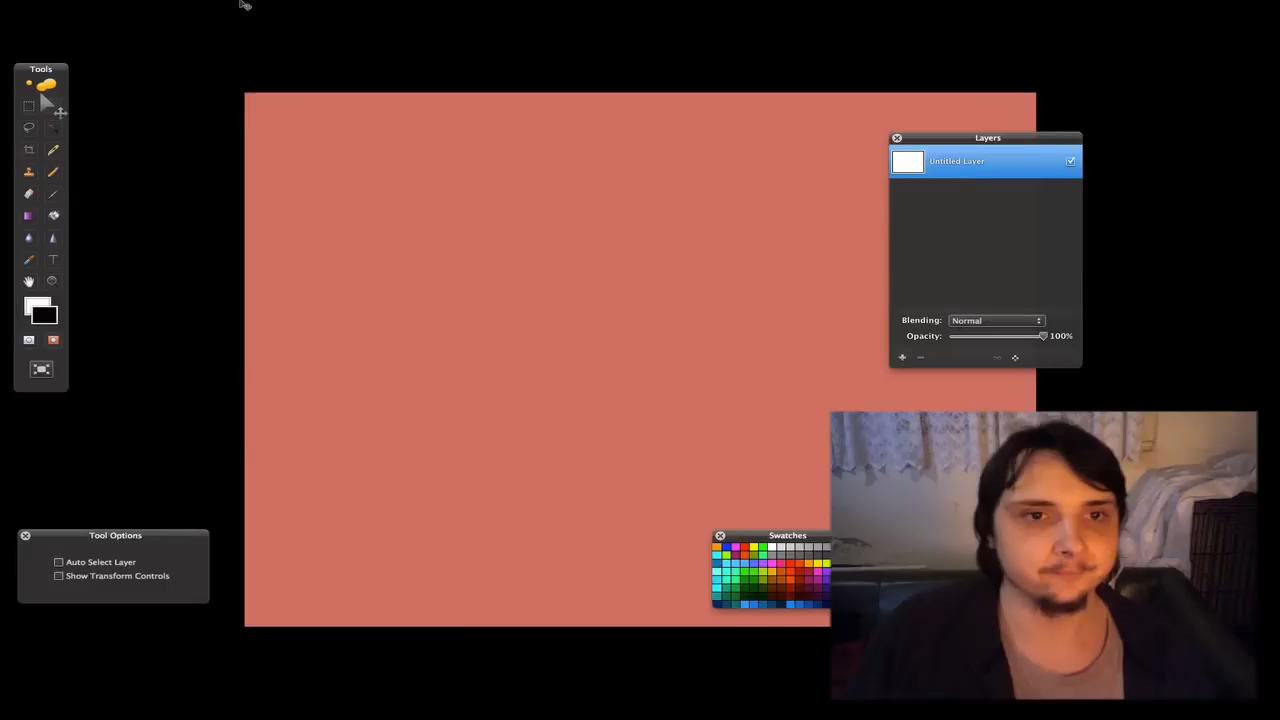 Tools
Layers
Untitled Layer
Blending: Normal
Opacity: 100%
Tool Options
Auto Select Layer
Show Transform Controls
Swatches